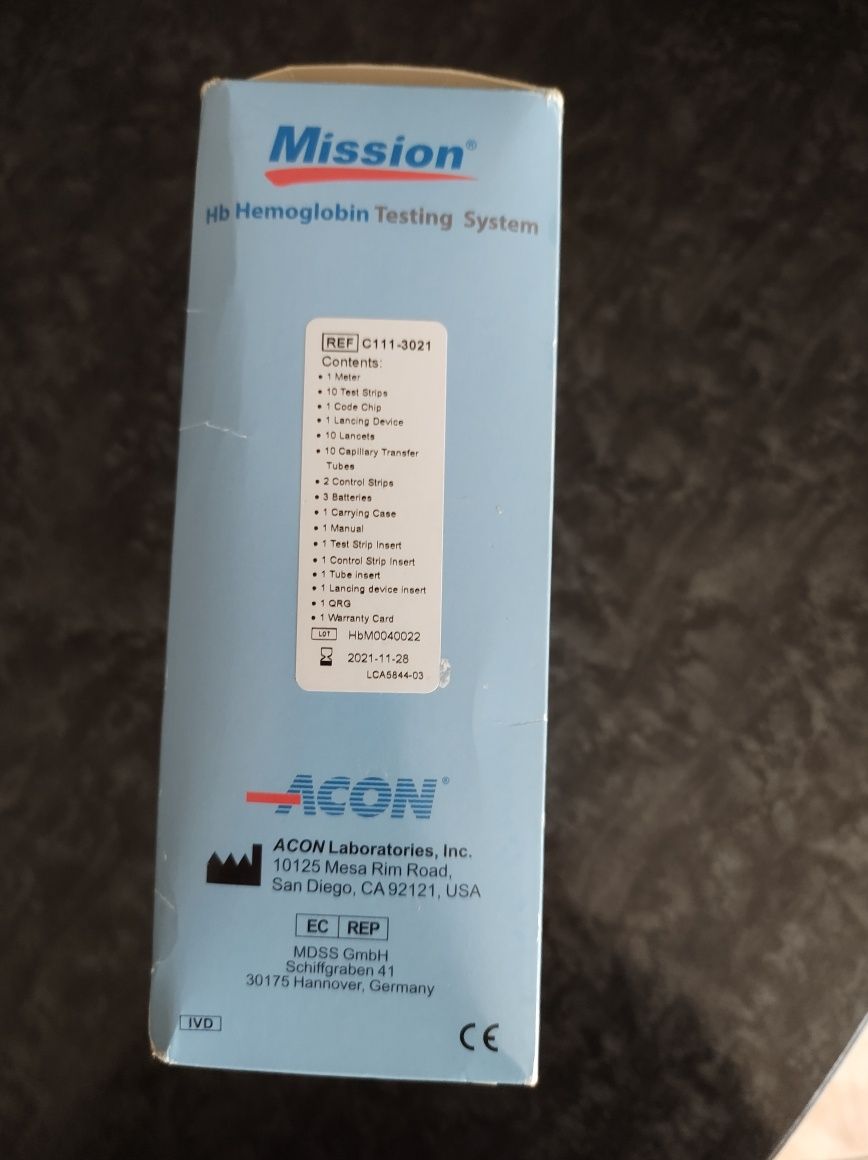 Mission®
Hb Hemoglobin Testing System
REF C111-3021
Contents:
• 1 Meter
• 10 Test Strips
• 1 Code Chip
• 1 Lancing Device
• 10 Lancets
• 10 Capillary Transfer
Tubes
• 2 Control Strips
• 3 Batteries
• 1 Carrying Case
• 1 Manual
• 1 Test Strip Insert
• 1 Control Strip Insert
• 1 Tube insert
• 1 Lancing device insert
• 1 QRG
• 1 Warranty Card
LOT HbM0040022
2021-11-28
LCA5844-03
ACON®
ACON Laboratories, Inc.
10125 Mesa Rim Road,
San Diego, CA 92121, USA
EC REP
MDSS GmbH
Schiffgraben 41
30175 Hannover, Germany
IVD
CE